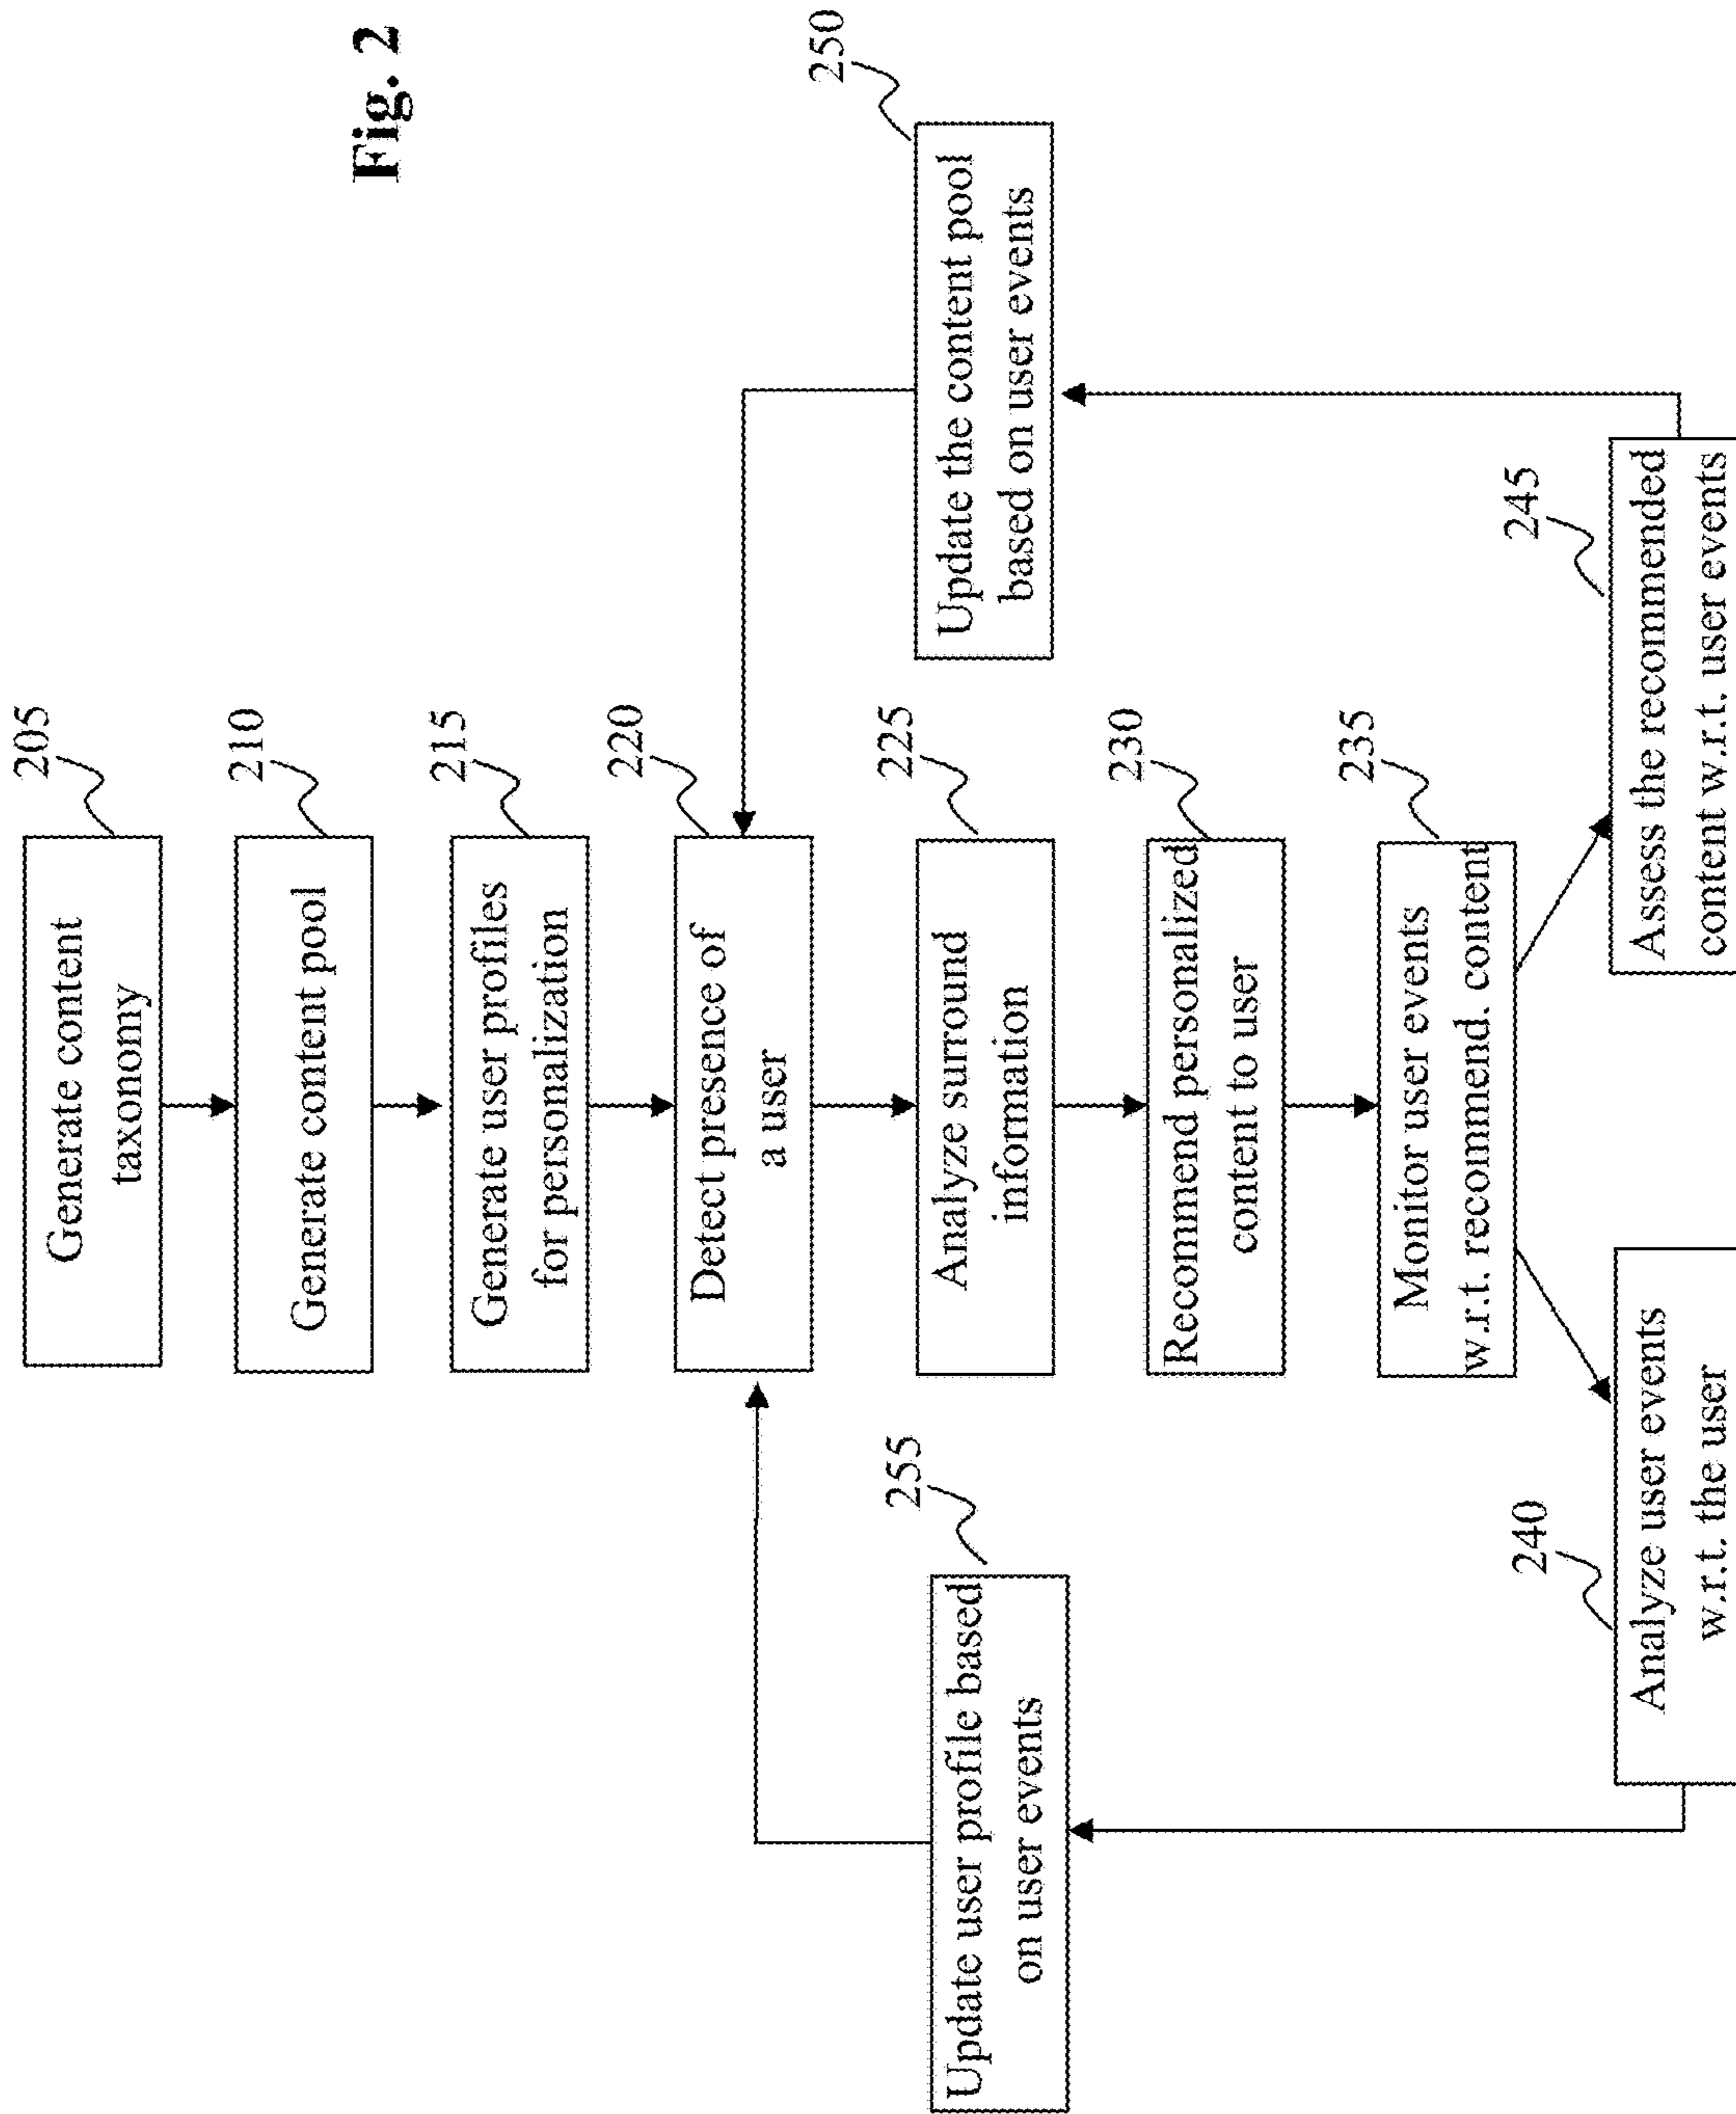 Fig. 2
205
Generate content
taxonomy
210
Generate content pool
215
Generate user profiles
for personalization
220
Detect presence of
a user
225
Analyze surround
infomation
230
Recommend personalized
content to user
235
Monitor user events
w.r.t. recommend. content
240
Analyze user events
w.r.t. the user
245
Assess the recommended
content w.r.t. user events
250
Update the content pool
based on user events
255
Update user profile based
on user events